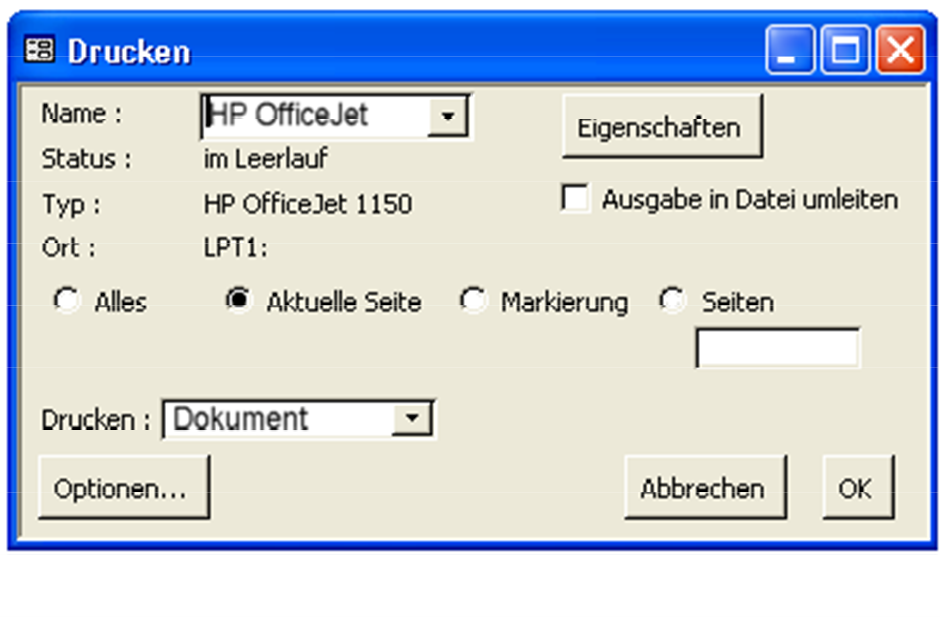 Drucken
Name : HP OfficeJet Eigenschaften
Status : im Leerlauf
Typ : HP OfficeJet 1150 Ausgabe in Datei umleiten
Ort : LPT1:
Alles Aktuelle Seite Markierung Seiten
Drucken : Dokument
Optionen... Abbrechen OK